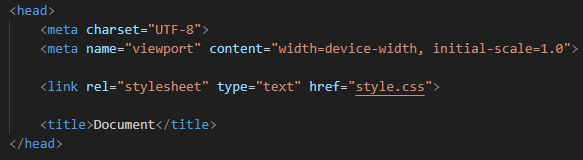 <head>
<meta charset="UTF-8">
<meta name="viewport" content="width=device-width, initial-scale=1.0">
<link rel="stylesheet" type="text" href="style.css">
<title>Document</title>
</head>